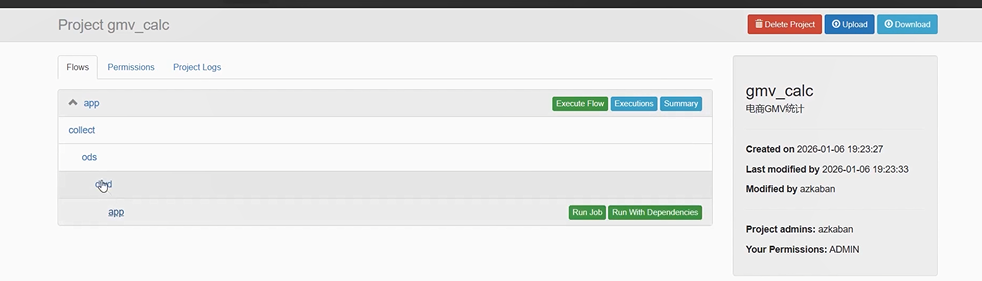 Project gmv_calc
Delete Project Upload Download
Flows Permissions Project Logs
app Execute Flow Executions Summary
collect
ods
app Run Job Run With Dependencies
gmv_calc
电商GMV统计
Created on 2026-01-06 19:23:27
Last modified by 2026-01-06 19:23:33
Modified by azkaban
Project admins: azkaban
Your Permissions: ADMIN